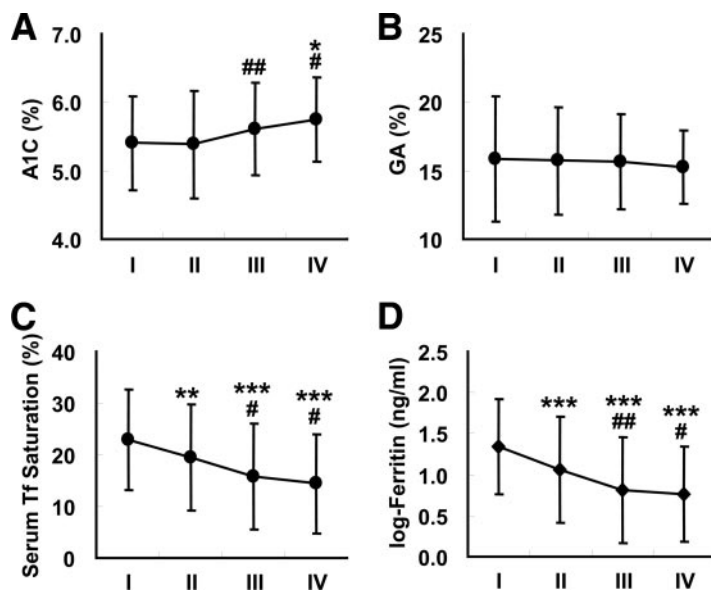 A
A1C (%)
7.0
6.0
5.0
4.0
##
*
#
I II III IV
B
GA (%)
25
20
15
10
I II III IV
C
Serum Tf Saturation (%)
40
30
20
10
0
** *** ***
# #
I II III IV
D
log-Ferritin (ng/ml)
2.5
2.0
1.5
1.0
0.5
0.0
*** *** ***
## #
I II III IV